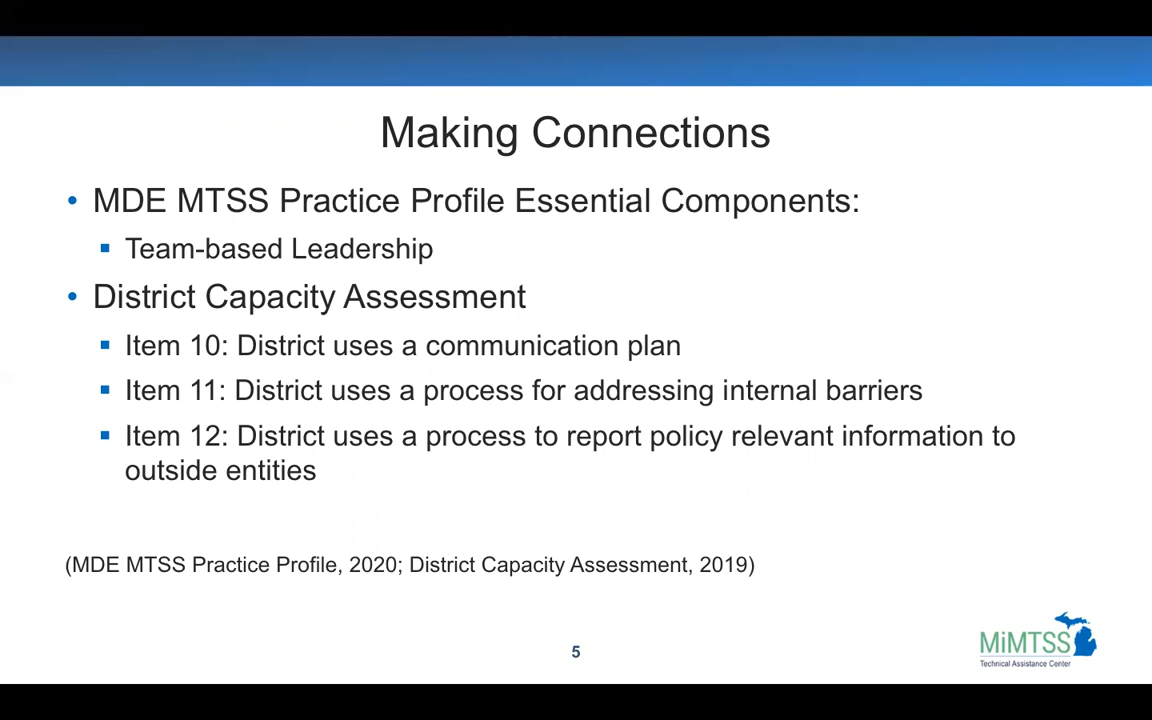 Making Connections
• MDE MTSS Practice Profile Essential Components:
▪ Team-based Leadership
• District Capacity Assessment
▪ Item 10: District uses a communication plan
▪ Item 11: District uses a process for addressing internal barriers
▪ Item 12: District uses a process to report policy relevant information to
outside entities
(MDE MTSS Practice Profile, 2020; District Capacity Assessment, 2019)
5
MiMTSS
Technical Assistance Center